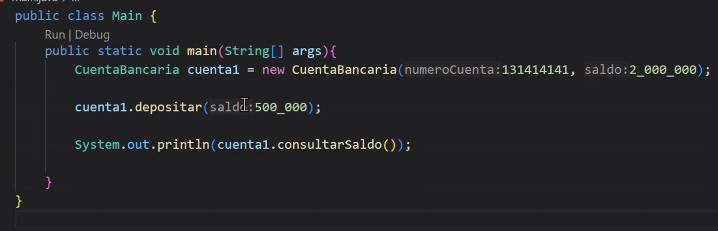 public class Main {
Run | Debug
public static void main(String[] args){
CuentaBancaria cuenta1 = new CuentaBancaria(numeroCuenta:131414141, saldo:2_000_000);
cuenta1.depositar(saldo:500_000);
System.out.println(cuenta1.consultarSaldo());
}
}